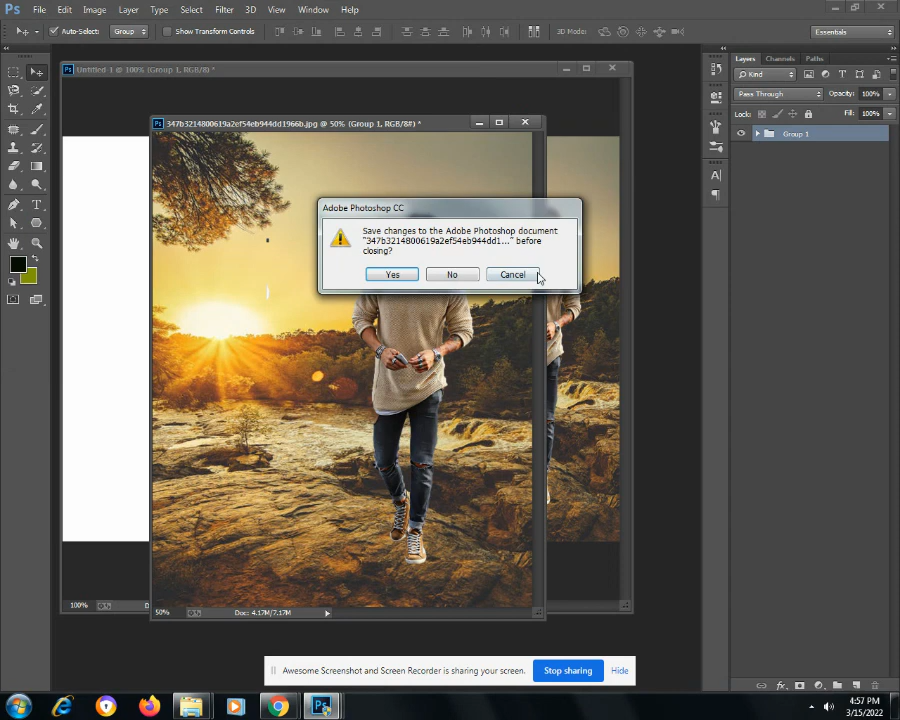 Ps File Edit Image Layer Type Select Filter 3D View Window Help
Auto-Select: Group Show Transform Controls 3D Mode: Essentials
Ps Untitled-1 @ 100% (Group 1, RGB/8) *
Ps 347b3214800619a2ef54eb944dd1966b.jpg @ 50% (Group 1, RGB/8#) *
Layers Channels Paths
Kind
Pass Through Opacity: 100%
Lock: Fill: 100%
Group 1
Adobe Photoshop CC
Save changes to the Adobe Photoshop document
"347b3214800619a2ef54eb944dd1..." before
closing?
Yes No Cancel
100%
50% Doc: 4.17M/7.17M
Awesome Screenshot and Screen Recorder is sharing your screen. Stop sharing Hide
4:57 PM
3/15/2022